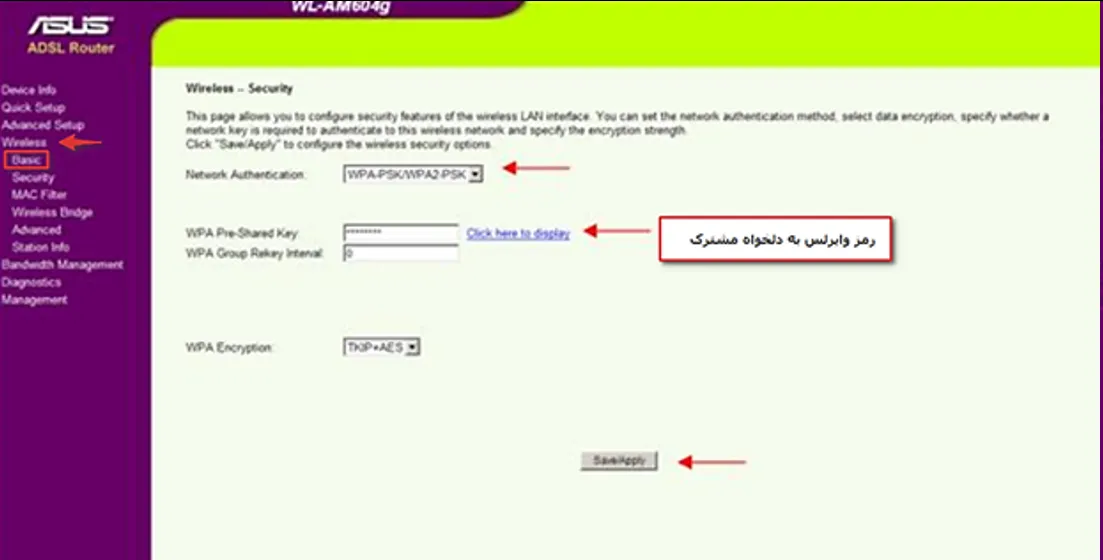 WL-AM604g
ASUS
ADSL Router
Device Info
Quick Setup
Advanced Setup
Wireless
Basic
Security
MAC Filter
Wireless Bridge
Advanced
Station Info
Bandwidth Management
Diagnostics
Management
Wireless -- Security
This page allows you to configure security features of the wireless LAN interface. You can set the network authentication method, select data encryption, specify whether a
network key is required to authenticate to this wireless network and specify the encryption strength.
Click "Save/Apply" to configure the wireless security options.
Network Authentication: WPA-PSK/WPA2-PSK
WPA Pre-Shared Key: ******** Click here to display
رمز وایرلس به دلخواه مشترک
WPA Group Rekey Interval: 0
WPA Encryption: TKIP+AES
Save/Apply